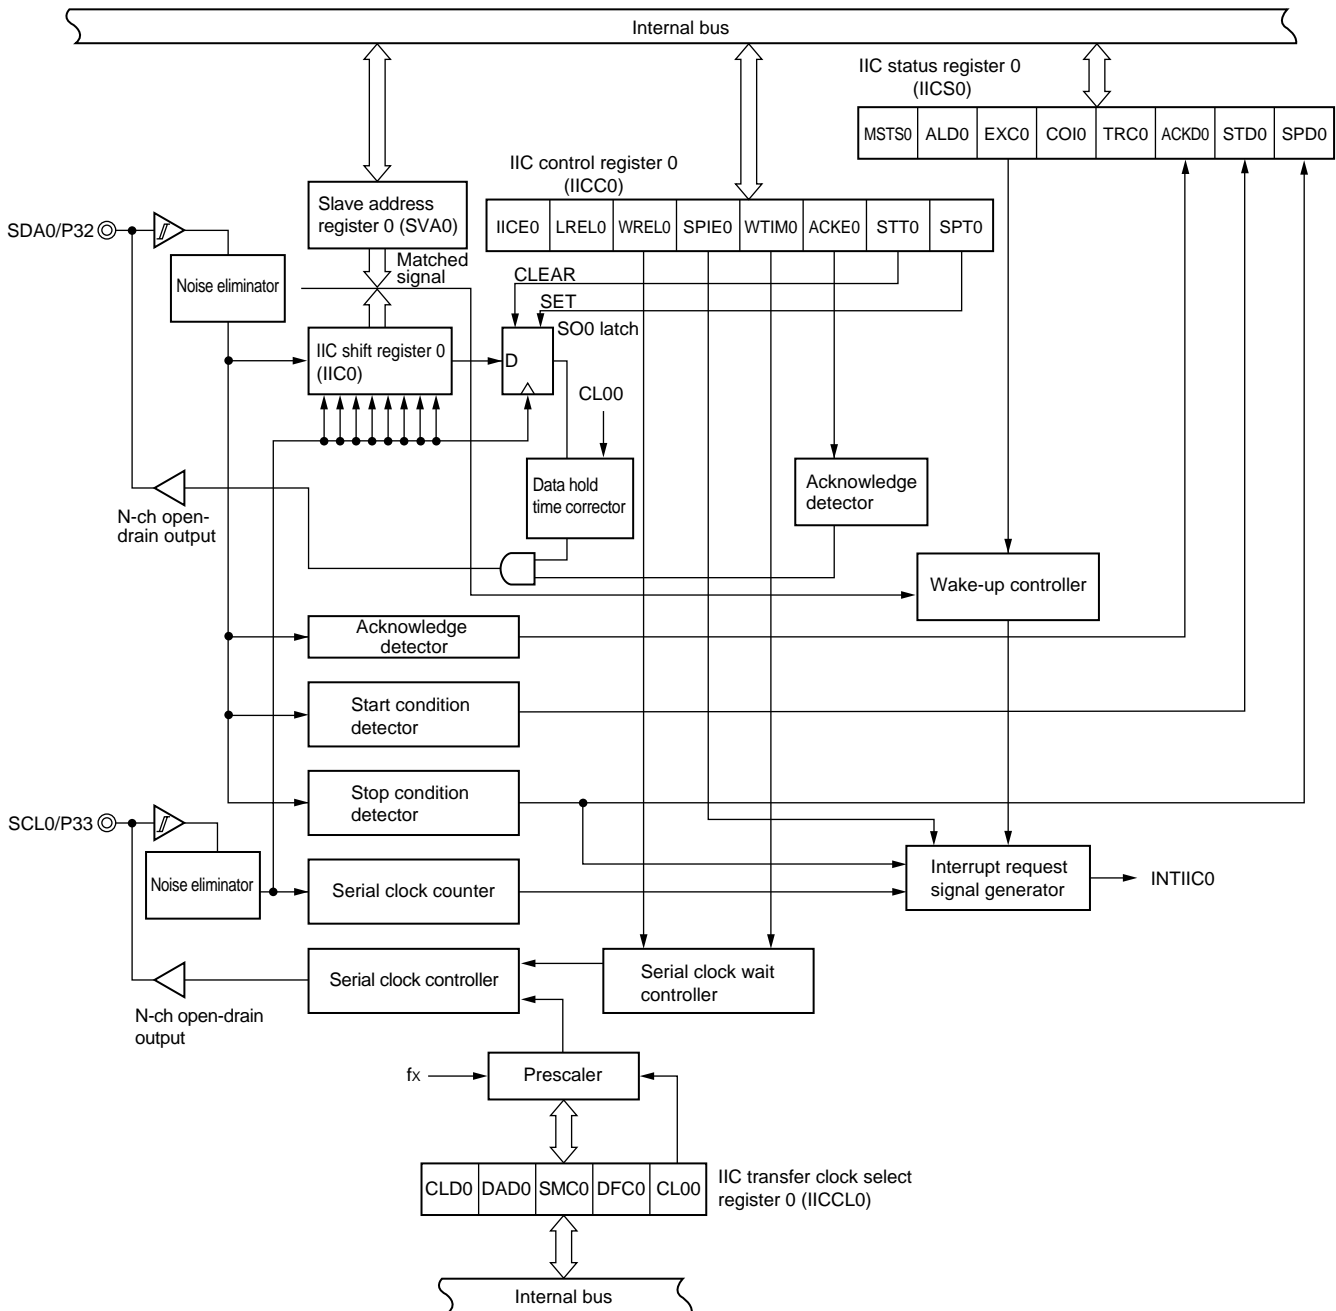 Internal bus
IIC status register 0
(IICS0)
MSTS0 ALD0 EXC0 COI0 TRC0 ACKD0 STD0 SPD0
IIC control register 0
(IICC0)
IICE0 LREL0 WREL0 SPIE0 WTIM0 ACKE0 STT0 SPT0
Slave address
register 0 (SVA0)
SDA0/P32
Noise eliminator
Matched
signal
CLEAR
SET
SO0 latch
IIC shift register 0
(IIC0)
D
CL00
Data hold
time corrector
Acknowledge
detector
N-ch open-
drain output
Wake-up controller
Acknowledge
detector
Start condition
detector
Stop condition
detector
SCL0/P33
Noise eliminator
Serial clock counter
Interrupt request
signal generator
INTIIC0
Serial clock controller
Serial clock wait
controller
N-ch open-drain
output
fX
Prescaler
CLD0 DAD0 SMC0 DFC0 CL00
IIC transfer clock select
register 0 (IICCL0)
Internal bus